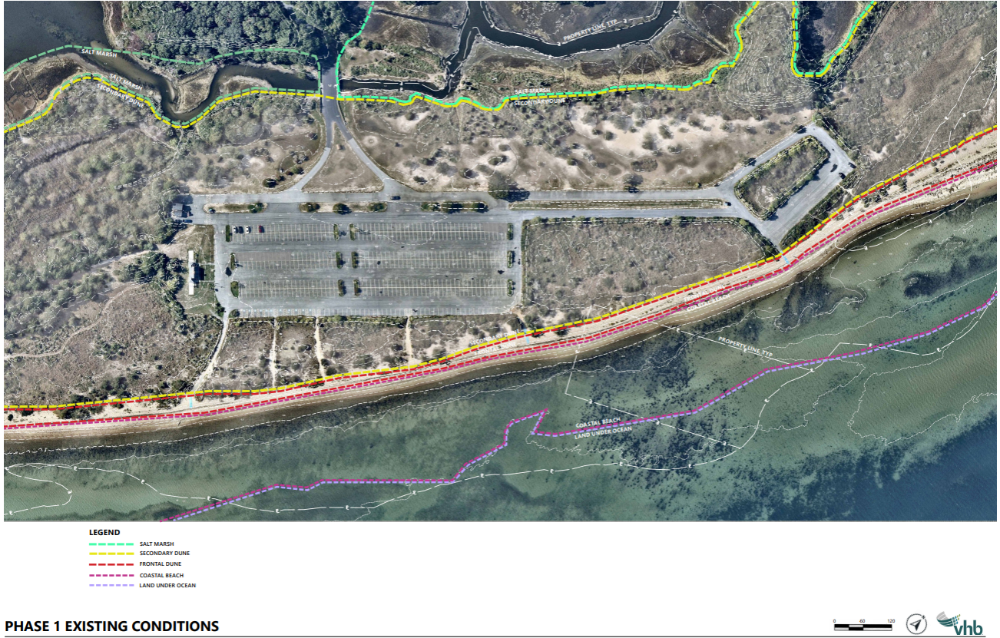 PROPERTY LINE TYP
SALT MARSH
SALT MARSH
SECONDARY DUNE
SALT MARSH
SECONDARY DUNE
COASTAL BEACH
PROPERTY LINE TYP
COASTAL BEACH
LAND UNDER OCEAN
LEGEND
SALT MARSH
SECONDARY DUNE
FRONTAL DUNE
COASTAL BEACH
LAND UNDER OCEAN
PHASE 1 EXISTING CONDITIONS
0 60 120
vhb